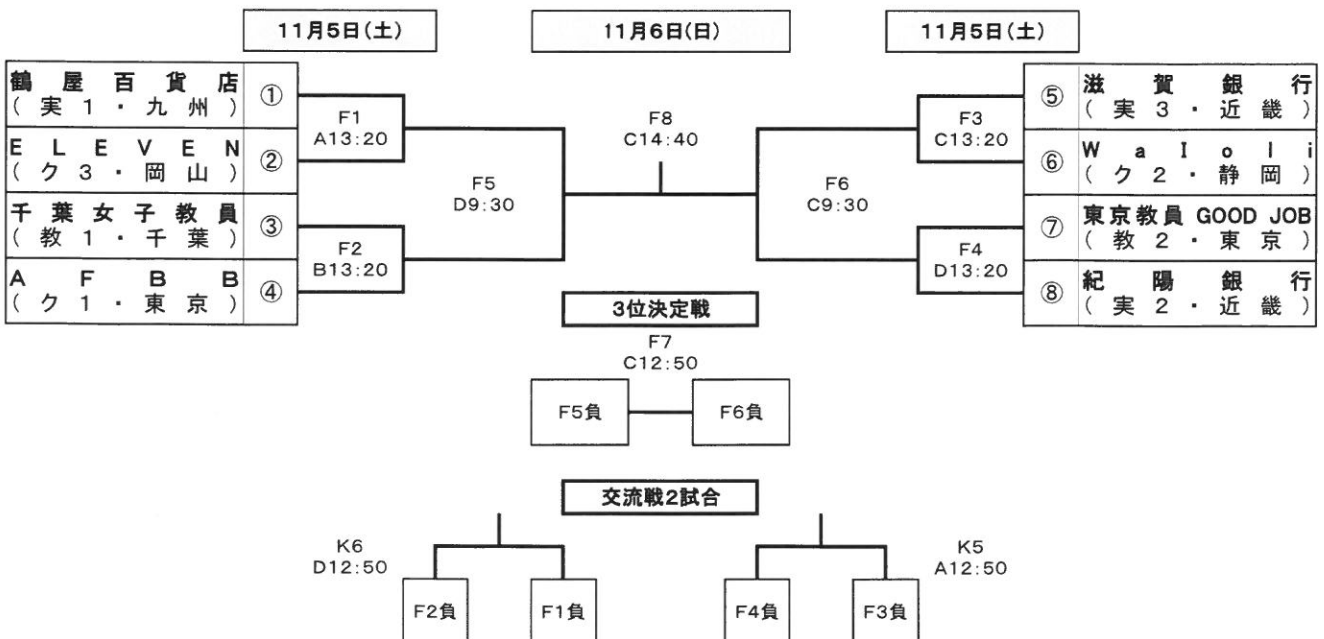 11月5日(土)
11月6日(日)
11月5日(土)
鶴屋百貨店
(実1・九州)
①
ELEVEN
(ク3・岡山)
②
千葉女子教員
(教1・千葉)
③
AFBB
(ク1・東京)
④
F1
A13:20
F2
B13:20
F5
D9:30
F8
C14:40
F6
C9:30
F3
C13:20
F4
D13:20
⑤
滋賀銀行
(実3・近畿)
⑥
WaIoli
(ク2・静岡)
⑦
東京教員 GOOD JOB
(教2・東京)
⑧
紀陽銀行
(実2・近畿)
3位決定戦
F7
C12:50
F5負
F6負
交流戦2試合
K6
D12:50
F2負
F1負
F4負
F3負
K5
A12:50